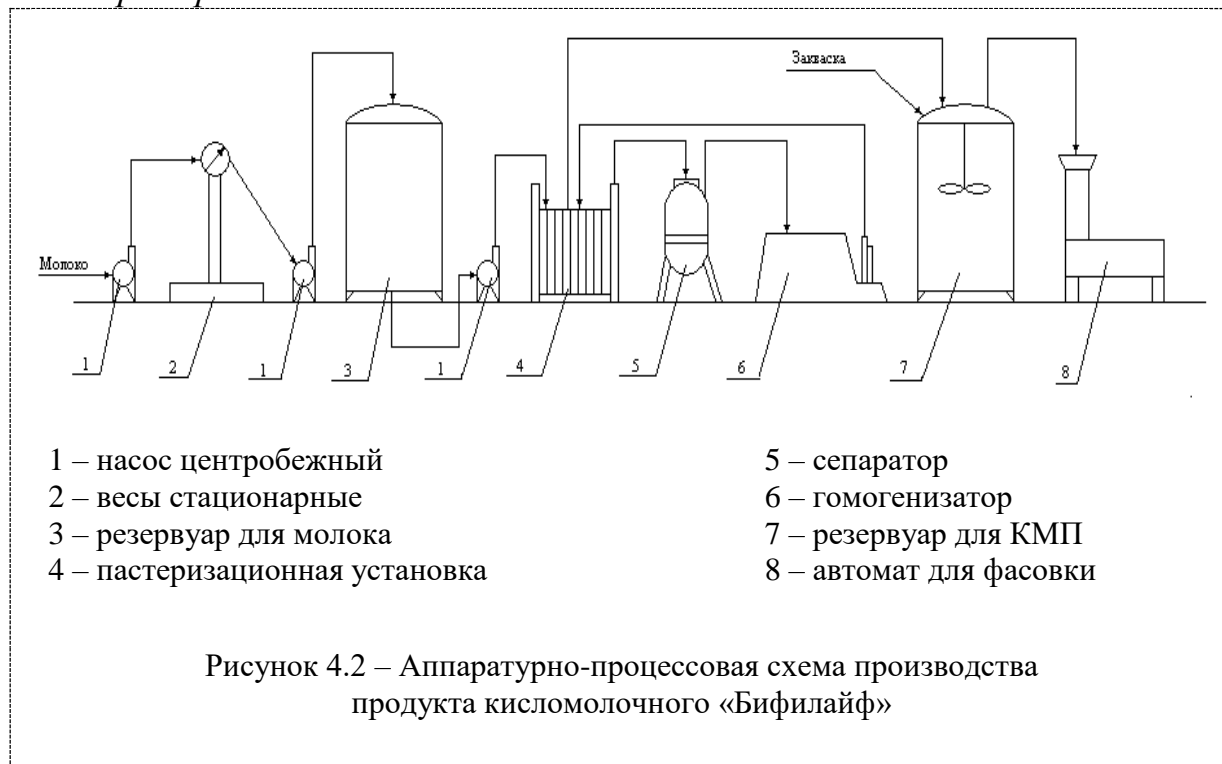 Закваска
Молоко
1
2
1
3
1
4
5
6
7
8
1 – насос центробежный
2 – весы стационарные
3 – резервуар для молока
4 – пастеризационная установка
5 – сепаратор
6 – гомогенизатор
7 – резервуар для КМП
8 – автомат для фасовки
Рисунок 4.2 – Аппаратурно-процессовая схема производства
продукта кисломолочного «Бифилайф»